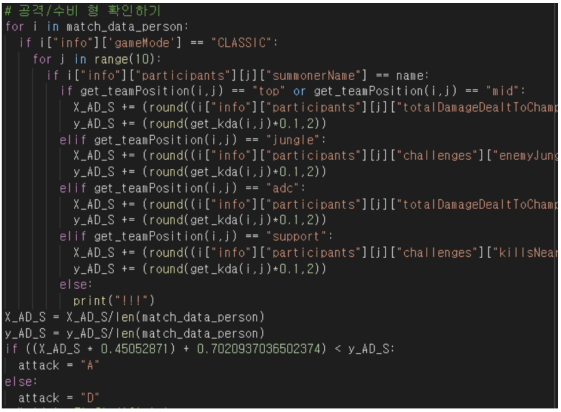 # 공격/수비 형 확인하기
for i in match_data_person:
  if i["info"]['gameMode'] == "CLASSIC":
    for j in range(10):
      if i["info"]["participants"][j]["summonerName"] == name:
        if get_teamPosition(i,j) == "top" or get_teamPosition(i,j) == "mid":
          X_AD_S += (round((i["info"]["participants"][j]["totalDamageDealtToChamp
          y_AD_S += (round(get_kda(i,j)*0.1,2))
        elif get_teamPosition(i,j) == "jungle":
          X_AD_S += (round((i["info"]["participants"][j]["challenges"]["enemyJung
          y_AD_S += (round(get_kda(i,j)*0.1,2))
        elif get_teamPosition(i,j) == "adc":
          X_AD_S += (round((i["info"]["participants"][j]["totalDamageDealtToChamp
          y_AD_S += (round(get_kda(i,j)*0.1,2))
        elif get_teamPosition(i,j) == "support":
          X_AD_S += (round((i["info"]["participants"][j]["challenges"]["killsNear
          y_AD_S += (round(get_kda(i,j)*0.1,2))
        else:
          print("!!!")
X_AD_S = X_AD_S/len(match_data_person)
y_AD_S = y_AD_S/len(match_data_person)
if ((X_AD_S * 0.45052871) + 0.7020937036502374) < y_AD_S:
  attack = "A"
else:
  attack = "D"